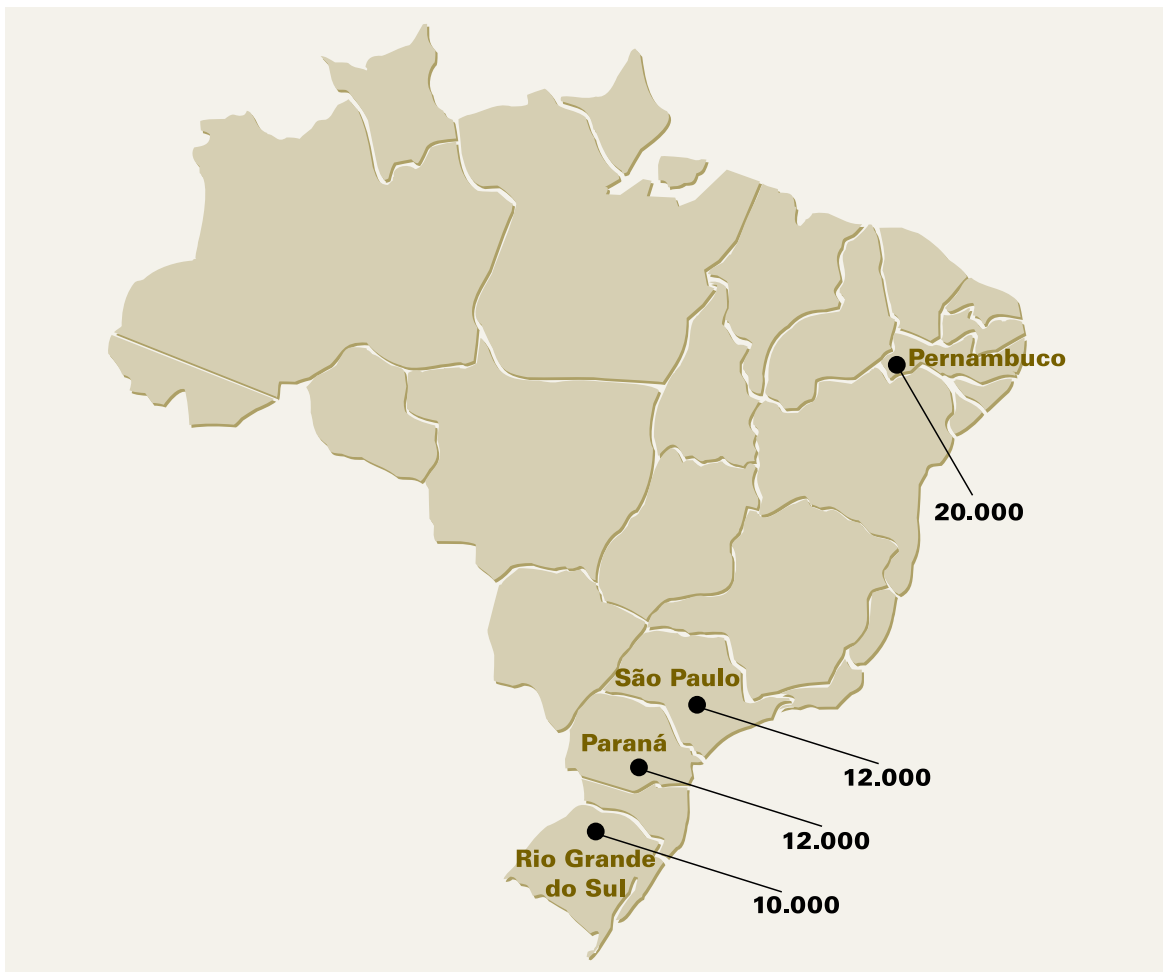 Pernambuco
20.000
São Paulo
12.000
Paraná
12.000
Rio Grande
do Sul
10.000